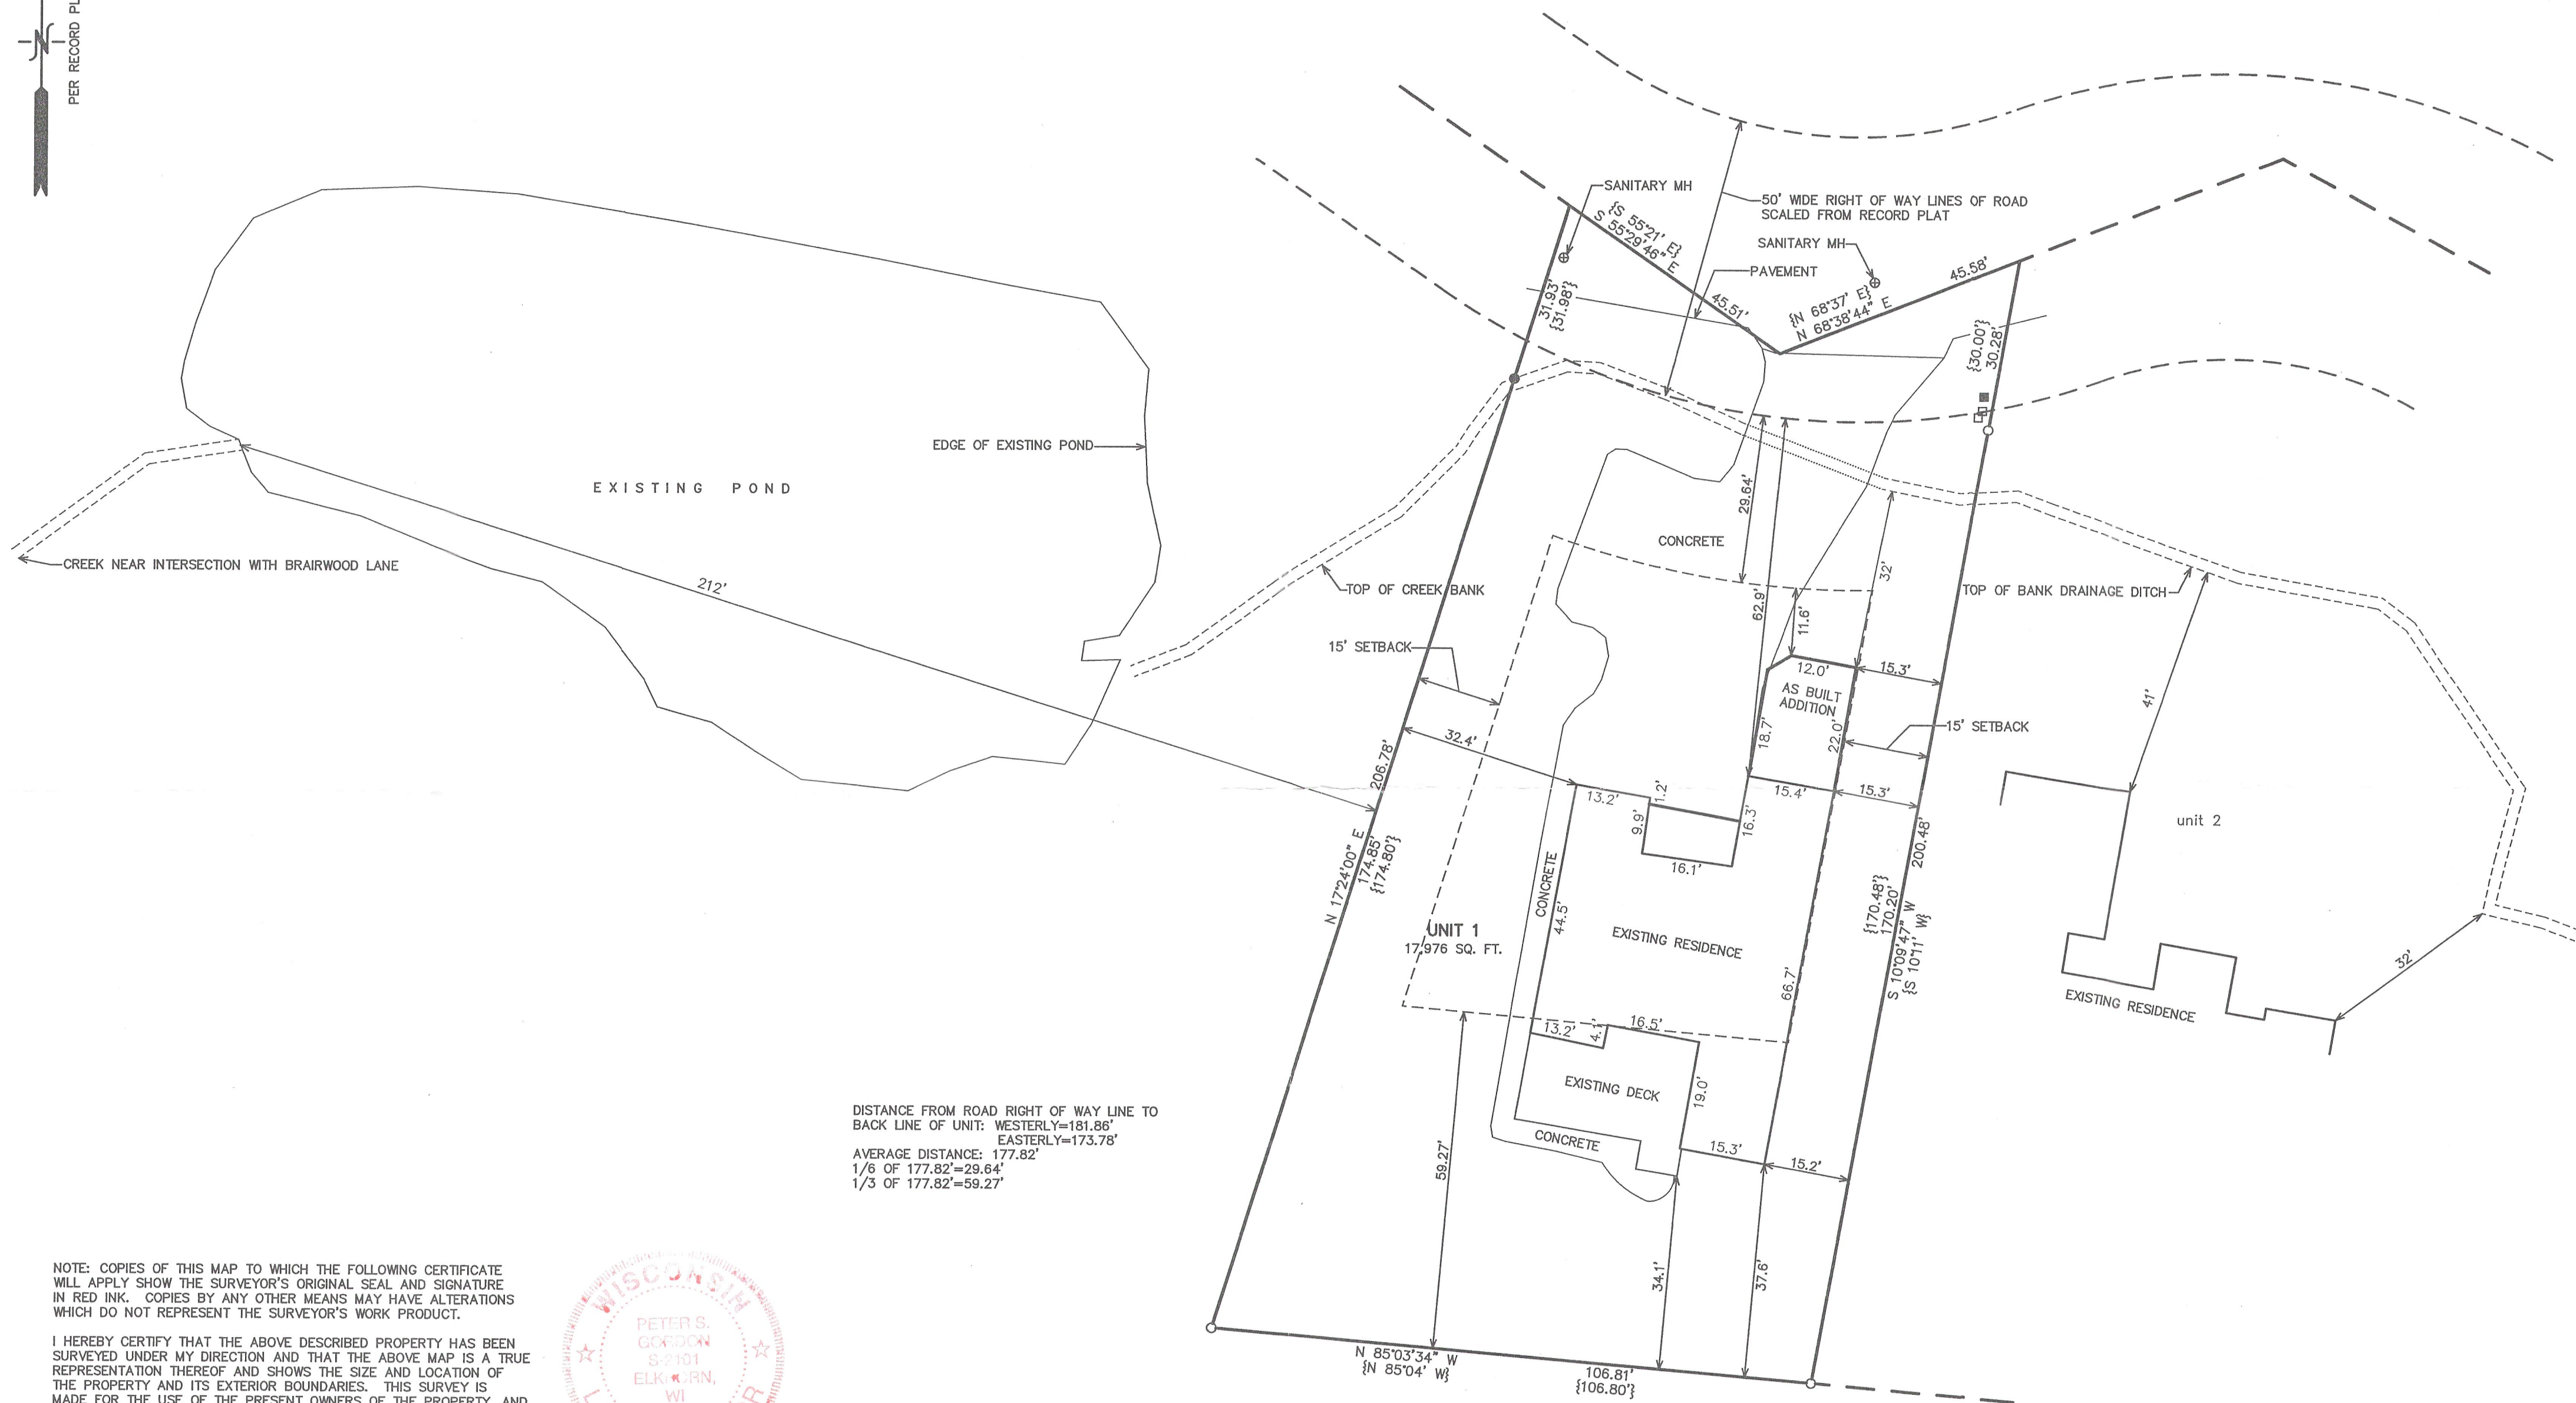 N
PER RECORD PL
SANITARY MH
50' WIDE RIGHT OF WAY LINES OF ROAD
SCALED FROM RECORD PLAT
{S 55°21' E}
S 55°29'46" E
SANITARY MH
PAVEMENT
45.58'
45.51'
{N 68°37' E}
N 68°38'44" E
31.93'
{31.98'}
{30.00'}
30.28'
EDGE OF EXISTING POND
EXISTING POND
29.64'
CONCRETE
CREEK NEAR INTERSECTION WITH BRAIRWOOD LANE
212'
TOP OF CREEK BANK
32'
TOP OF BANK DRAINAGE DITCH
62.9'
11.6'
15' SETBACK
12.0'
15.3'
AS BUILT
ADDITION
41'
18.7'
22.0'
15' SETBACK
32.4'
206.78'
13.2'
1.2'
15.4'
15.3'
9.9'
16.3'
unit 2
200.48'
N 17°24'00" E
174.85'
{174.80'}
16.1'
CONCRETE
44.5'
{170.48'}
170.20'
S 10°09'47" W
{S 10°11' W}
UNIT 1
17,976 SQ. FT.
EXISTING RESIDENCE
66.7'
32'
EXISTING RESIDENCE
13.2'
4.1'
16.5'
EXISTING DECK
19.0'
DISTANCE FROM ROAD RIGHT OF WAY LINE TO
BACK LINE OF UNIT: WESTERLY=181.86'
EASTERLY=173.78'
AVERAGE DISTANCE: 177.82'
1/6 OF 177.82'=29.64'
1/3 OF 177.82'=59.27'
CONCRETE
15.3'
15.2'
59.27'
34.1'
37.6'
N 85°03'34" W
{N 85°04' W}
106.81'
{106.80'}
NOTE: COPIES OF THIS MAP TO WHICH THE FOLLOWING CERTIFICATE
WILL APPLY SHOW THE SURVEYOR'S ORIGINAL SEAL AND SIGNATURE
IN RED INK. COPIES BY ANY OTHER MEANS MAY HAVE ALTERATIONS
WHICH DO NOT REPRESENT THE SURVEYOR'S WORK PRODUCT.
I HEREBY CERTIFY THAT THE ABOVE DESCRIBED PROPERTY HAS BEEN
SURVEYED UNDER MY DIRECTION AND THAT THE ABOVE MAP IS A TRUE
REPRESENTATION THEREOF AND SHOWS THE SIZE AND LOCATION OF
THE PROPERTY AND ITS EXTERIOR BOUNDARIES. THIS SURVEY IS
MADE FOR THE USE OF THE PRESENT OWNERS OF THE PROPERTY, AND
WISCONSIN
PETER S.
GORDON
S-2101
ELKHORN,
WI